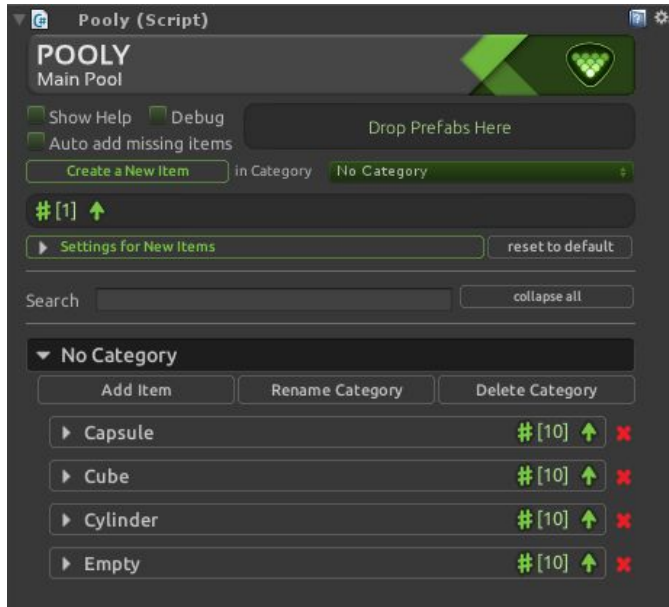 Pooly (Script)
POOLY
Main Pool
Show Help Debug
Auto add missing items
Drop Prefabs Here
Create a New Item in Category No Category
#[1]
Settings for New Items reset to default
Search collapse all
No Category
Add Item Rename Category Delete Category
Capsule #[10]
Cube #[10]
Cylinder #[10]
Empty #[10]